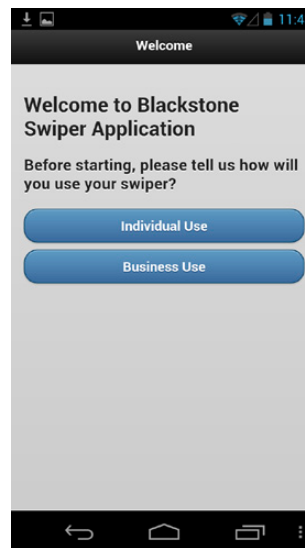 11:4
Welcome
Welcome to Blackstone
Swiper Application
Before starting, please tell us how will
you use your swiper?
Individual Use
Business Use